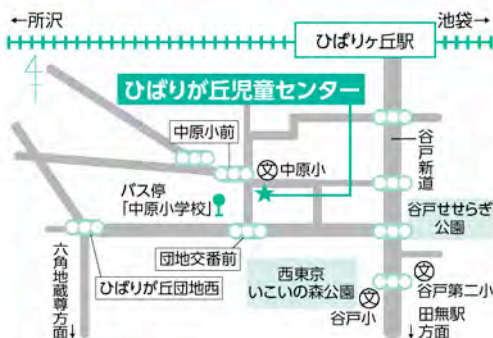 ←所沢
池袋→
ひばりヶ丘駅
4
ひばりが丘児童センター
中原小前
文 中原小
谷戸新道
バス停
「中原小学校」
谷戸せせらぎ
公園
団地交番前
ひばりが丘団地西
六角地蔵尊方面↓
西東京
いこいの森公園
文
谷戸小
文
谷戸第二小
田無駅
↓方面